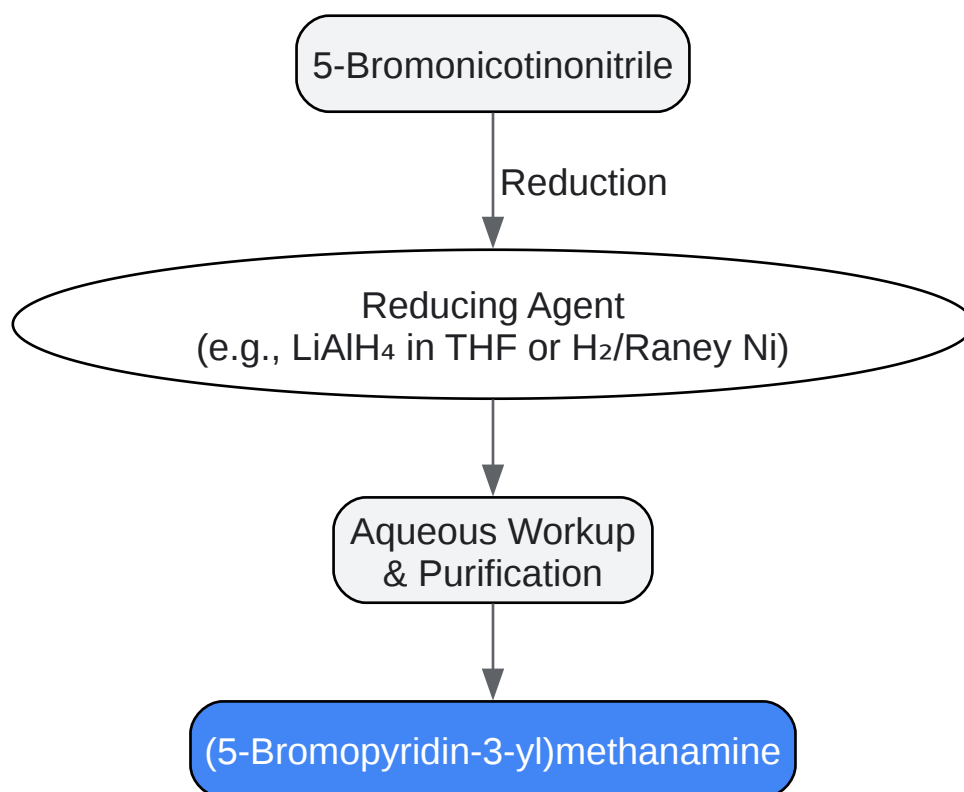 5-Bromonicotinonitrile
Reduction
Reducing Agent
(e.g., LiAlH₄ in THF or H₂/Raney Ni)
Aqueous Workup
& Purification
(5-Bromopyridin-3-yl)methanamine